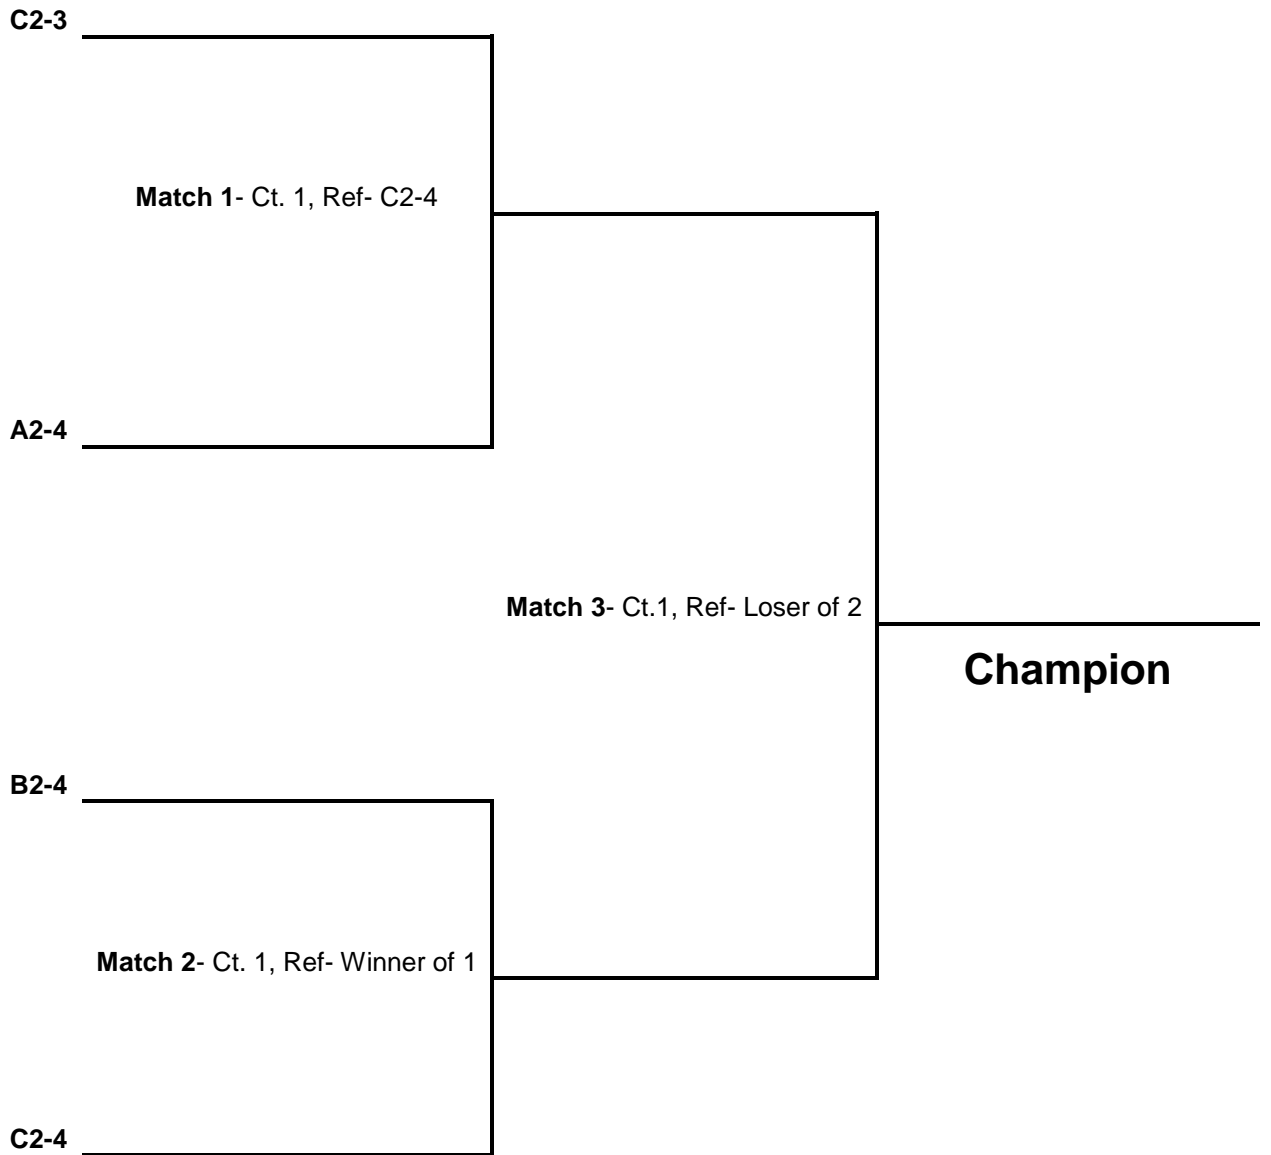 C2-3
Match 1- Ct. 1, Ref- C2-4
A2-4
Match 3- Ct.1, Ref- Loser of 2
Champion
B2-4
Match 2- Ct. 1, Ref- Winner of 1
C2-4